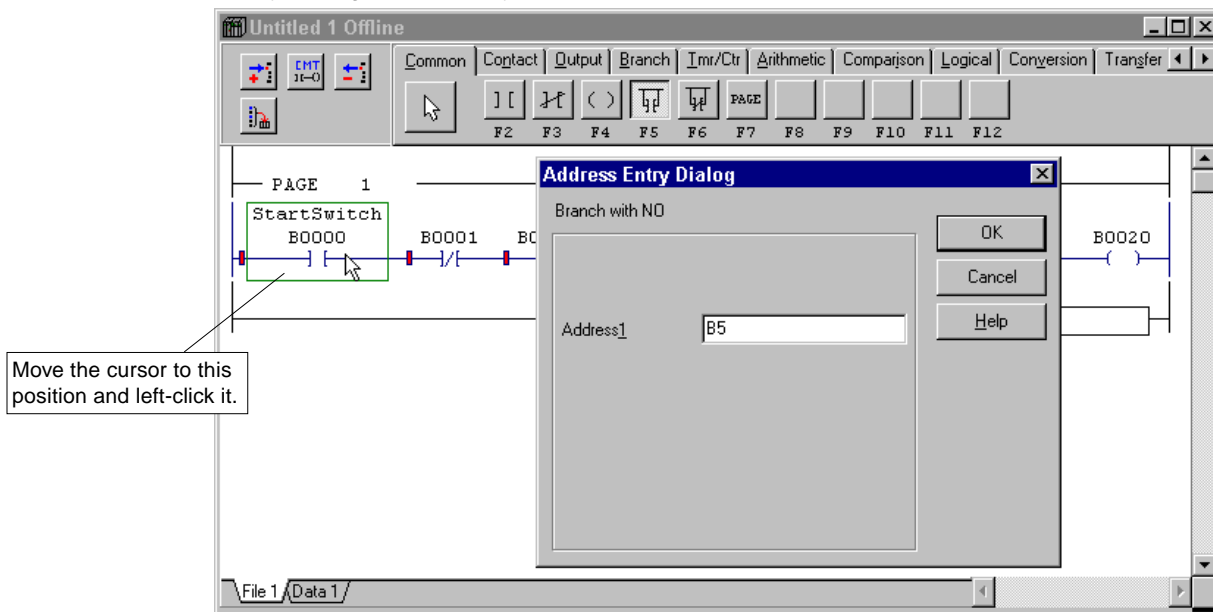 Untitled 1 Offline
CMT
Common Contact Output Branch Tmr/Ctr Arithmetic Comparison Logical Conversion Transfer
PAGE
F2 F3 F4 F5 F6 F7 F8 F9 F10 F11 F12
PAGE 1
StartSwitch
B0000 B0001 B0020
Address Entry Dialog
Branch with NO
OK
Cancel
Address1 B5
Help
Move the cursor to this
position and left-click it.
File 1 Data 1